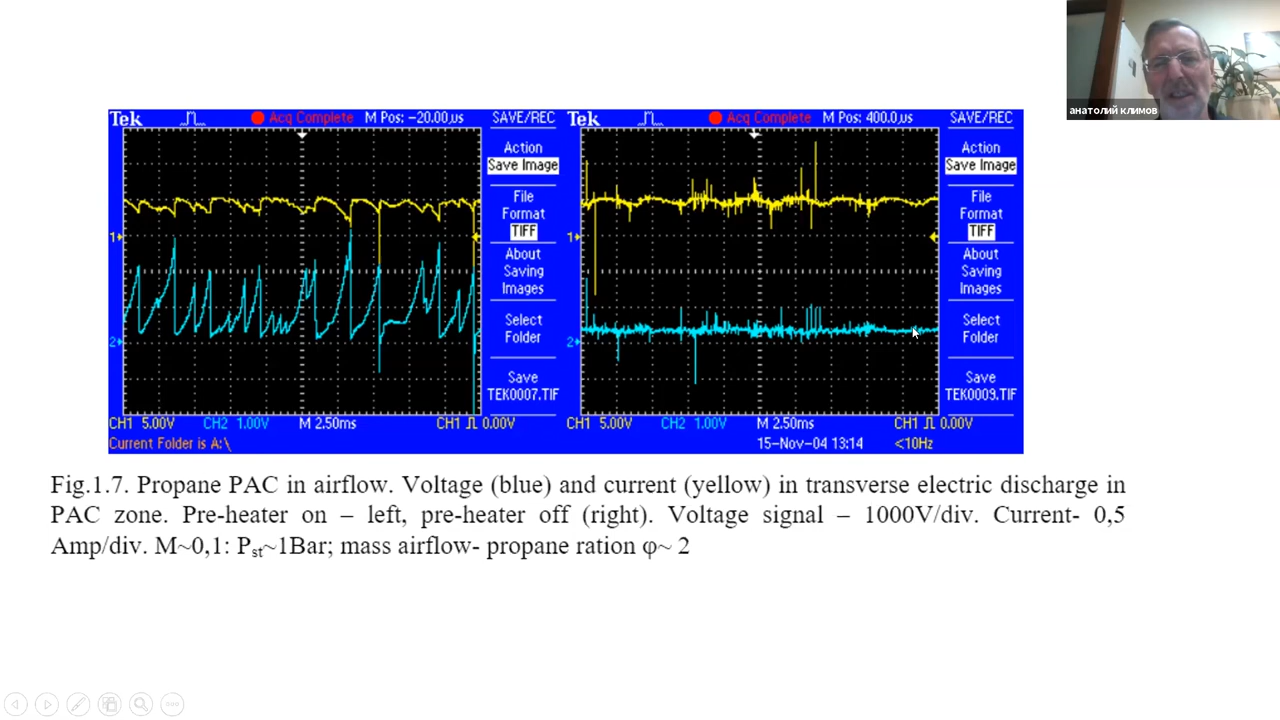 анатолий климов
Tek Acq Complete M Pos: -20.00µs SAVE/REC
Action
Save Image
File
Format
TIFF
About
Saving
Images
Select
Folder
Save
TEK0007.TIF
1
2
CH1 5.00V CH2 1.00V M 2.50ms CH1 0.00V
Current Folder is A:\
Tek Acq Complete M Pos: 400.0µs SAVE/REC
Action
Save Image
File
Format
TIFF
About
Saving
Images
Select
Folder
Save
TEK0009.TIF
1
2
CH1 5.00V CH2 1.00V M 2.50ms CH1 0.00V
15-Nov-04 13:14 <10Hz
Fig.1.7. Propane PAC in airflow. Voltage (blue) and current (yellow) in transverse electric discharge in
PAC zone. Pre-heater on – left, pre-heater off (right). Voltage signal – 1000V/div. Current- 0,5
Amp/div. M~0,1: Pst~1Bar; mass airflow- propane ration φ~ 2